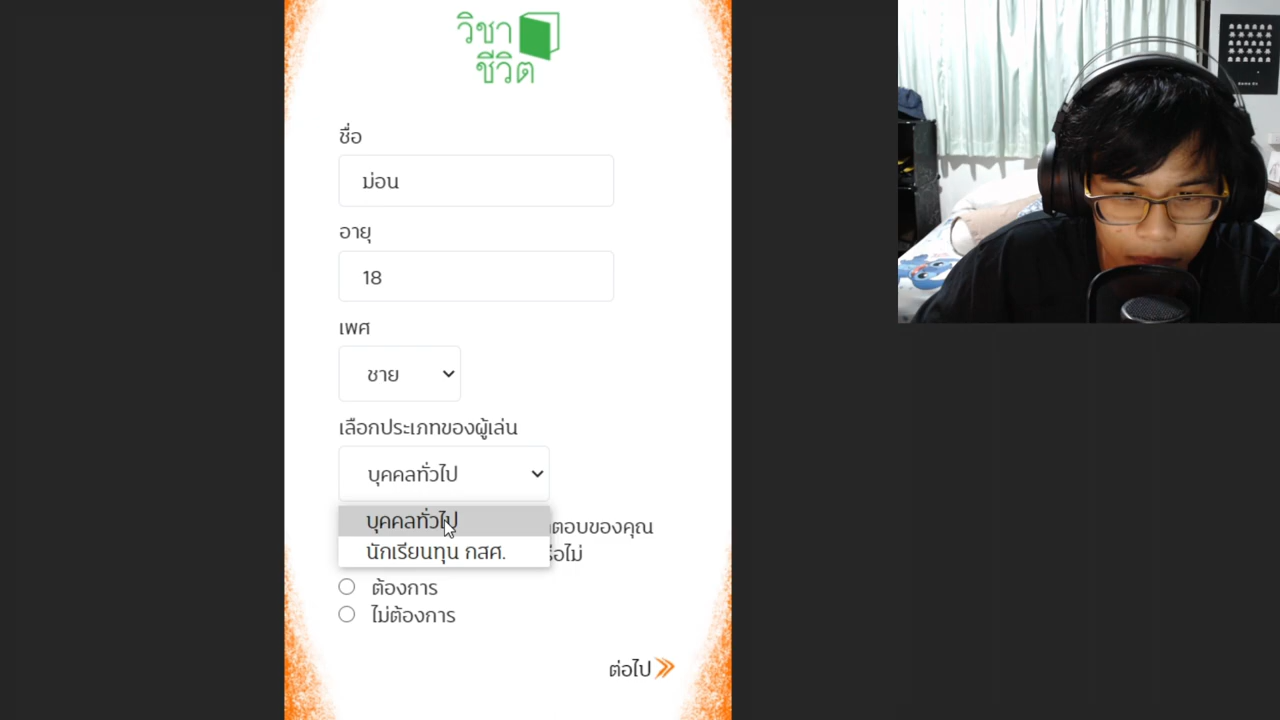 วิชา
ชีวิต
ชื่อ
ม่อน
อายุ
18
เพศ
ชาย
เลือกประเภทของผู้เล่น
บุคคลทั่วไป
บุคคลทั่วไป
ตอบของคุณ
นักเรียนทุน กสศ.
อไม่
ต้องการ
ไม่ต้องการ
ต่อไป